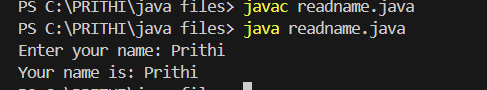 PS C:\PRITHI\java files> javac readname.java
PS C:\PRITHI\java files> java readname.java
Enter your name: Prithi
Your name is: Prithi